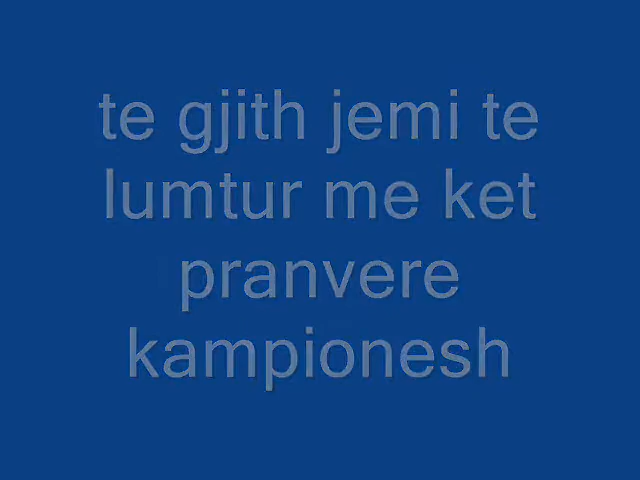 te gjith jemi te
lumtur me ket
pranvere
kampionesh